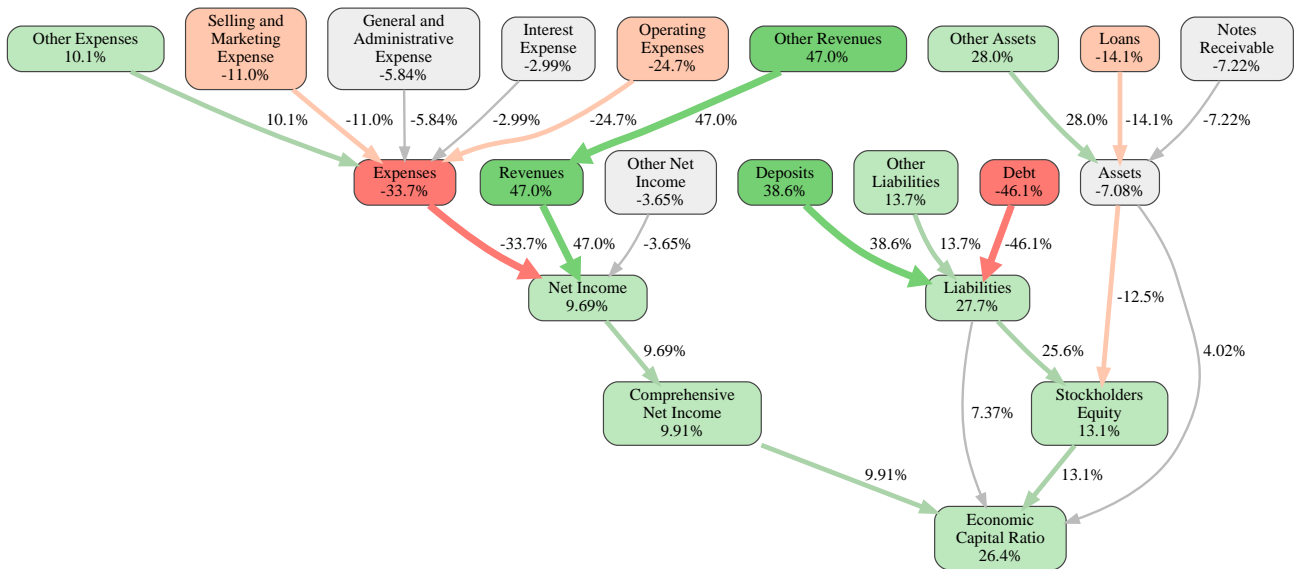 Other Expenses
10.1%
Selling and
Marketing
Expense
-11.0%
General and
Administrative
Expense
-5.84%
Interest
Expense
-2.99%
Operating
Expenses
-24.7%
Other Revenues
47.0%
Other Assets
28.0%
Loans
-14.1%
Notes
Receivable
-7.22%
10.1%
-11.0%
-5.84%
-2.99%
-24.7%
47.0%
28.0%
-14.1%
-7.22%
Expenses
-33.7%
Revenues
47.0%
Other Net
Income
-3.65%
Deposits
38.6%
Other
Liabilities
13.7%
Debt
-46.1%
Assets
-7.08%
-33.7%
47.0%
-3.65%
38.6%
13.7%
-46.1%
Net Income
9.69%
Liabilities
27.7%
-12.5%
9.69%
25.6%
4.02%
Comprehensive
Net Income
9.91%
7.37%
Stockholders
Equity
13.1%
9.91%
13.1%
Economic
Capital Ratio
26.4%